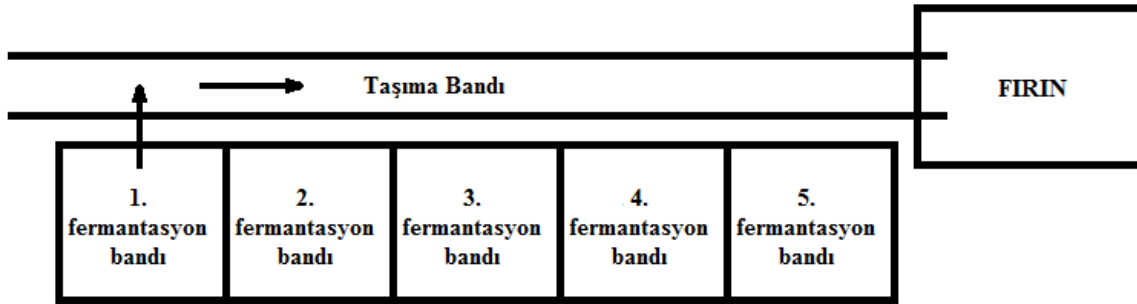 Taşıma Bandı
FIRIN
1.
fermantasyon
bandı
2.
fermantasyon
bandı
3.
fermantasyon
bandı
4.
fermantasyon
bandı
5.
fermantasyon
bandı